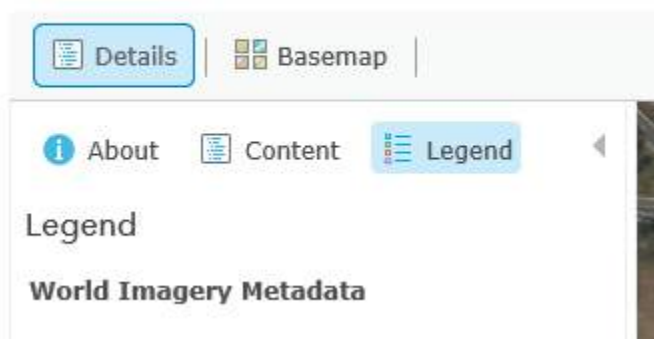 Details Basemap
About Content Legend
Legend
World Imagery Metadata